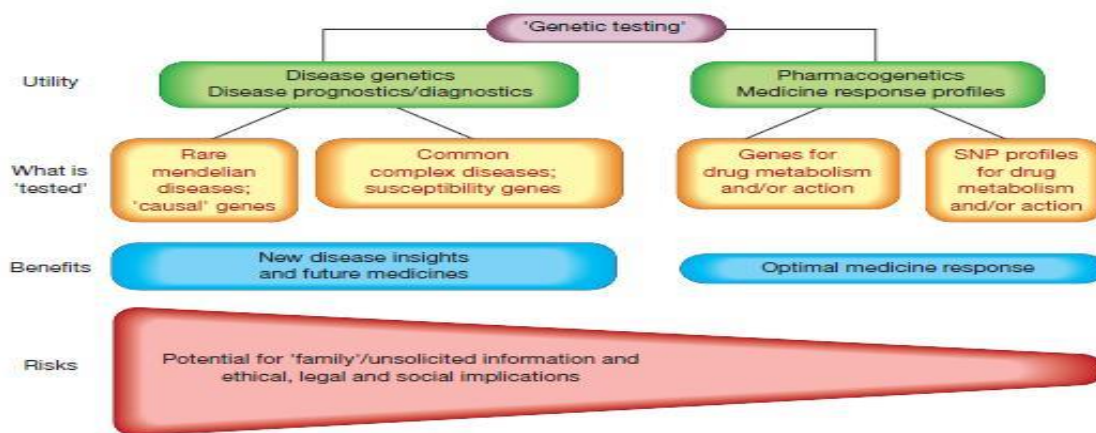 'Genetic testing'
Utility
Disease genetics
Disease prognostics/diagnostics
Pharmacogenetics
Medicine response profiles
What is
'tested'
Rare
mendelian
diseases;
'causal' genes
Common
complex diseases;
susceptibility genes
Genes for
drug metabolism
and/or action
SNP profiles
for drug
metabolism
and/or action
Benefits
New disease insights
and future medicines
Optimal medicine response
Risks
Potential for 'family'/unsolicited information and
ethical, legal and social implications